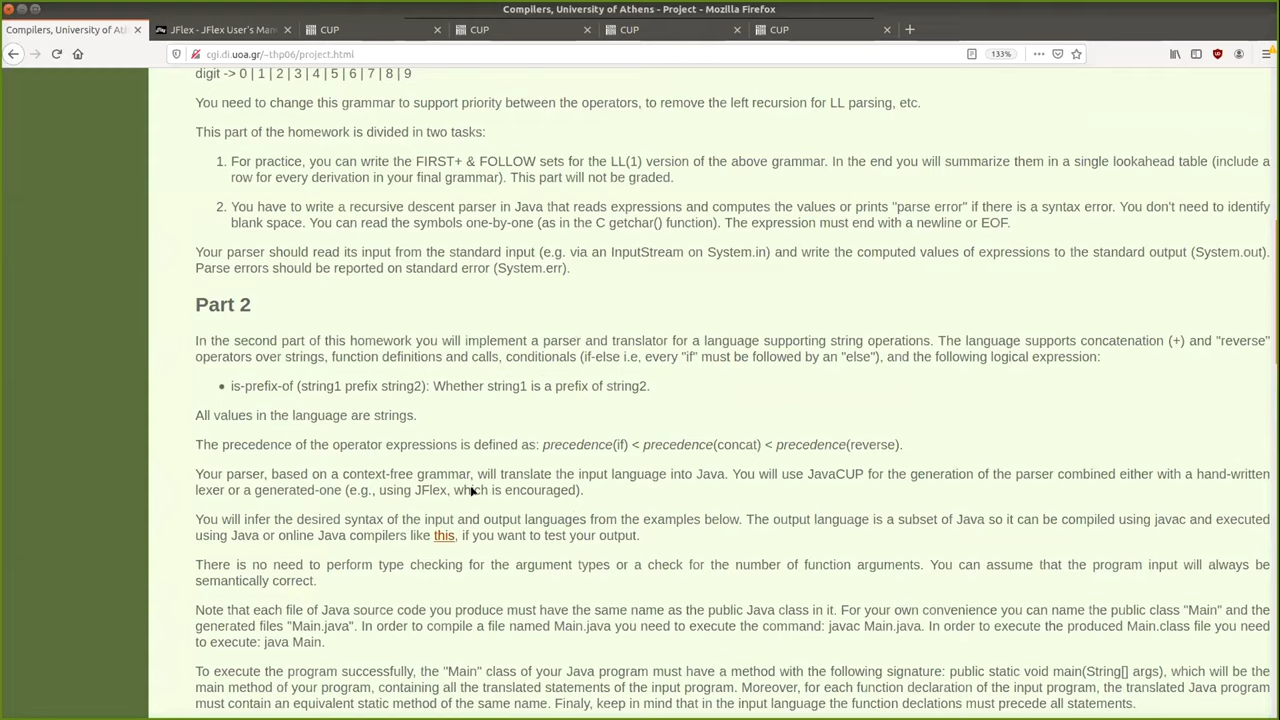 Compilers, University of Athens - Project - Mozilla Firefox
Compilers, University of Athens
JFlex - JFlex User's Man
CUP
CUP
CUP
CUP
cgi.di.uoa.gr/~thp06/project.html
133%
digit -> 0 | 1 | 2 | 3 | 4 | 5 | 6 | 7 | 8 | 9
You need to change this grammar to support priority between the operators, to remove the left recursion for LL parsing, etc.
This part of the homework is divided in two tasks:
1. For practice, you can write the FIRST+ & FOLLOW sets for the LL(1) version of the above grammar. In the end you will summarize them in a single lookahead table (include a
row for every derivation in your final grammar). This part will not be graded.
2. You have to write a recursive descent parser in Java that reads expressions and computes the values or prints "parse error" if there is a syntax error. You don't need to identify
blank space. You can read the symbols one-by-one (as in the C getchar() function). The expression must end with a newline or EOF.
Your parser should read its input from the standard input (e.g. via an InputStream on System.in) and write the computed values of expressions to the standard output (System.out).
Parse errors should be reported on standard error (System.err).
Part 2
In the second part of this homework you will implement a parser and translator for a language supporting string operations. The language supports concatenation (+) and "reverse"
operators over strings, function definitions and calls, conditionals (if-else i.e, every "if" must be followed by an "else"), and the following logical expression:
• is-prefix-of (string1 prefix string2): Whether string1 is a prefix of string2.
All values in the language are strings.
The precedence of the operator expressions is defined as: precedence(if) < precedence(concat) < precedence(reverse).
Your parser, based on a context-free grammar, will translate the input language into Java. You will use JavaCUP for the generation of the parser combined either with a hand-written
lexer or a generated-one (e.g., using JFlex, which is encouraged).
You will infer the desired syntax of the input and output languages from the examples below. The output language is a subset of Java so it can be compiled using javac and executed
using Java or online Java compilers like this, if you want to test your output.
There is no need to perform type checking for the argument types or a check for the number of function arguments. You can assume that the program input will always be
semantically correct.
Note that each file of Java source code you produce must have the same name as the public Java class in it. For your own convenience you can name the public class "Main" and the
generated files "Main.java". In order to compile a file named Main.java you need to execute the command: javac Main.java. In order to execute the produced Main.class file you need
to execute: java Main.
To execute the program successfully, the "Main" class of your Java program must have a method with the following signature: public static void main(String[] args), which will be the
main method of your program, containing all the translated statements of the input program. Moreover, for each function declaration of the input program, the translated Java program
must contain an equivalent static method of the same name. Finaly, keep in mind that in the input language the function declations must precede all statements.